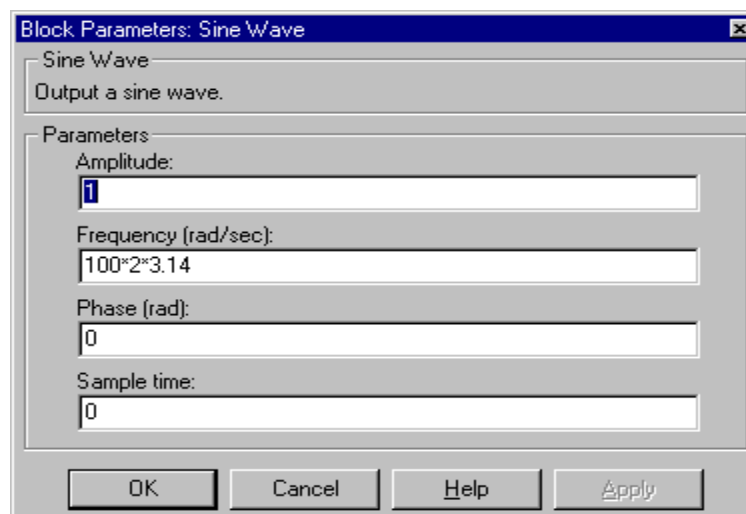 Block Parameters: Sine Wave
Sine Wave
Output a sine wave.
Parameters
Amplitude:
1
Frequency (rad/sec):
100*2*3.14
Phase (rad):
0
Sample time:
0
OK Cancel Help Apply